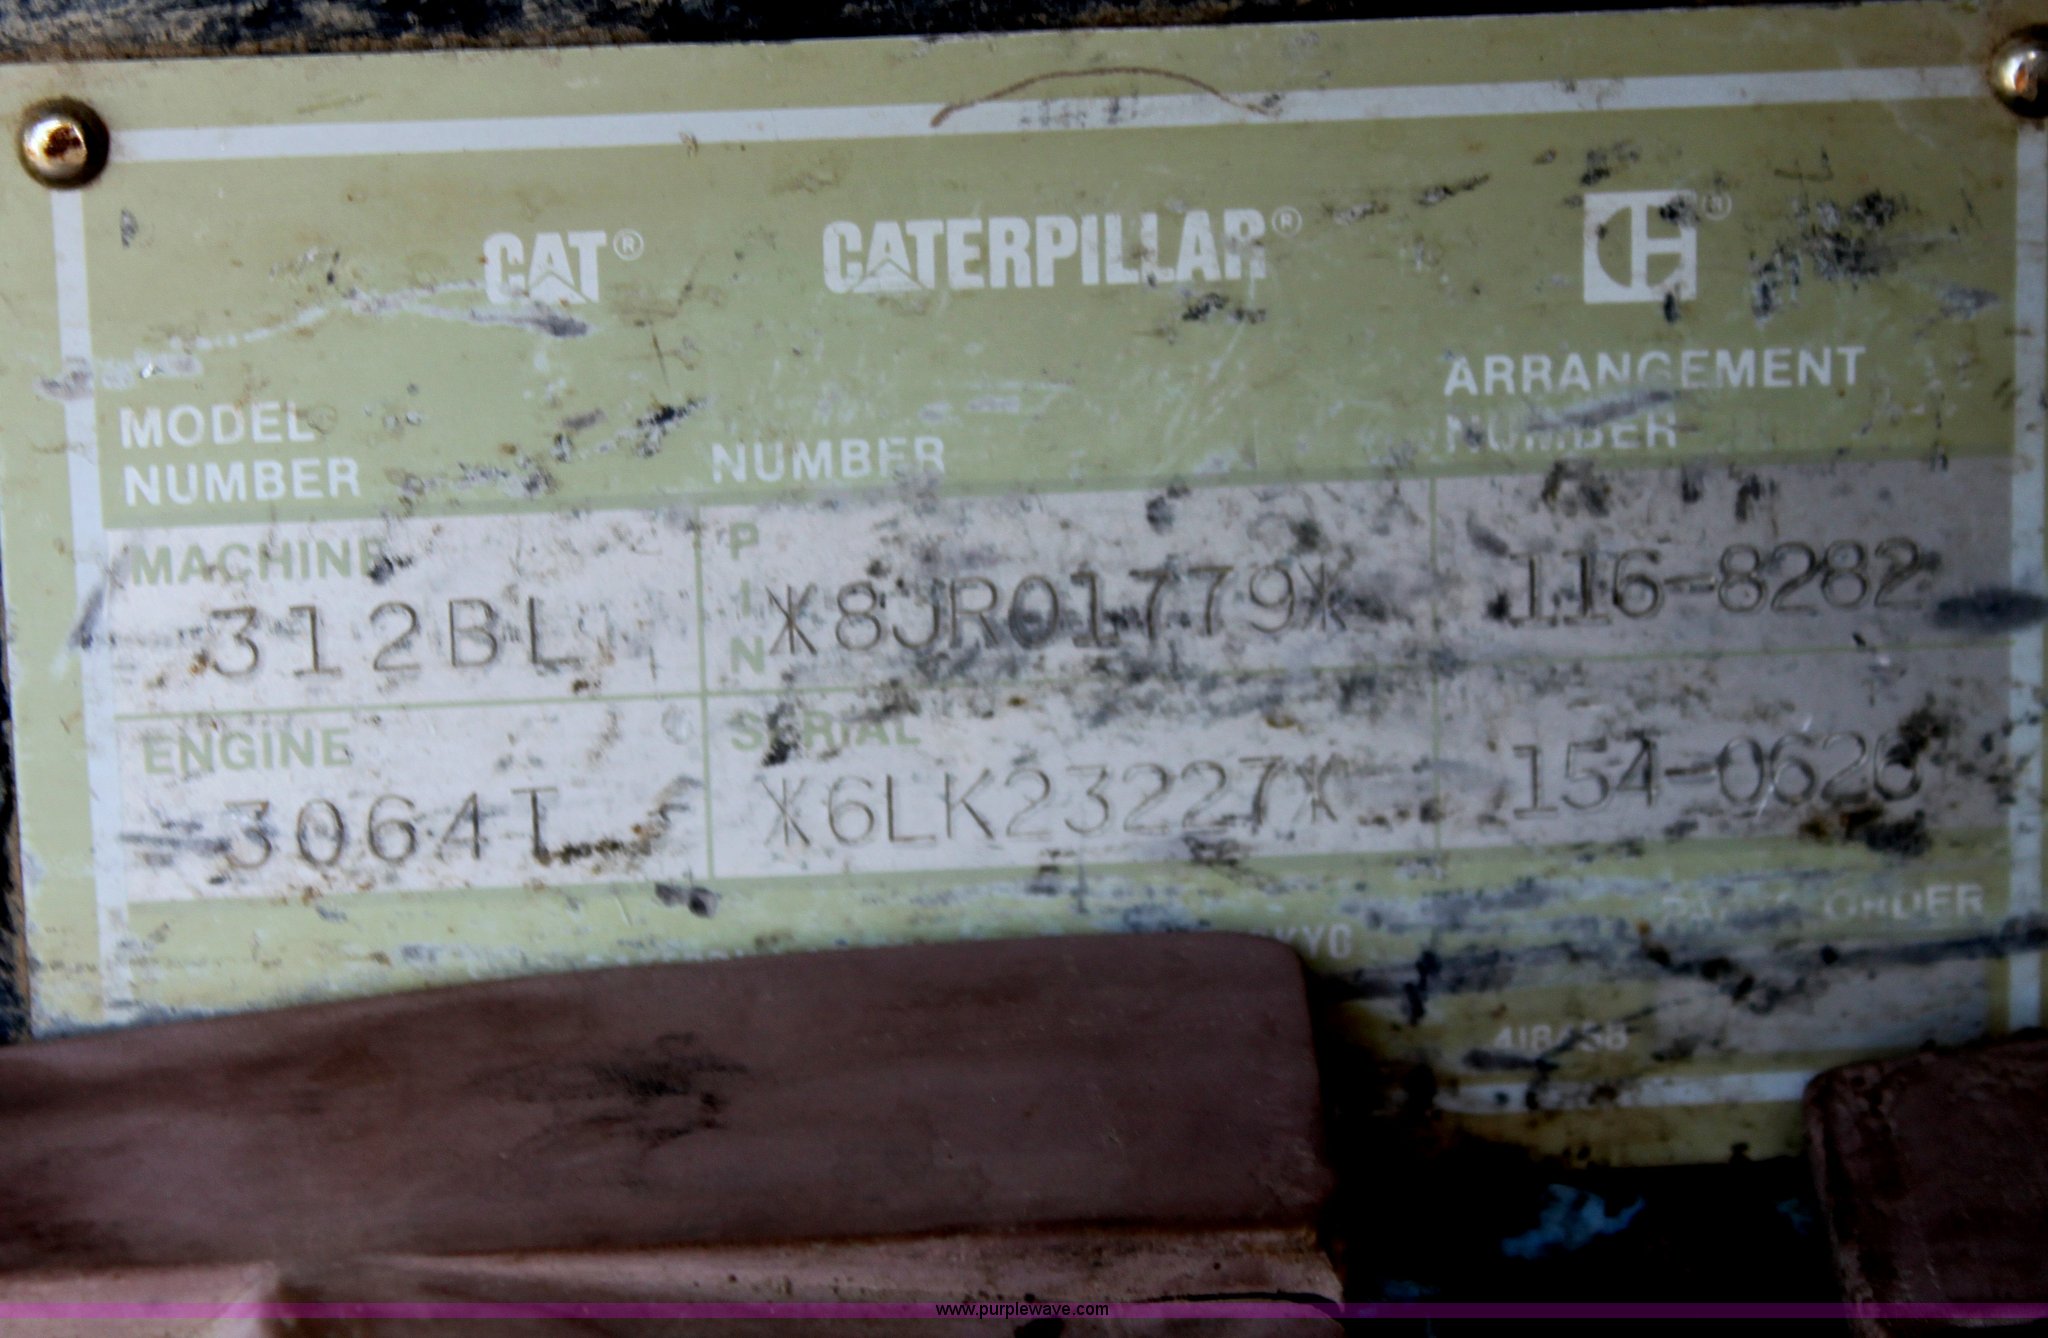 CAT® CATERPILLAR®
ARRANGEMENT
MODEL
NUMBER NUMBER NUMBER
MACHINE PIN
312BL *8JR01779* 116-8282
ENGINE SERIAL
3064T *6LK23227* 154-0626
ORDER
www.purplewave.com